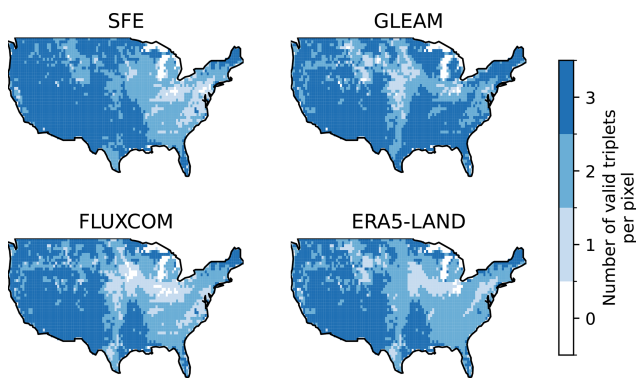 SFE
GLEAM
FLUXCOM
ERA5-LAND
3
2
1
0
Number of valid triplets
per pixel